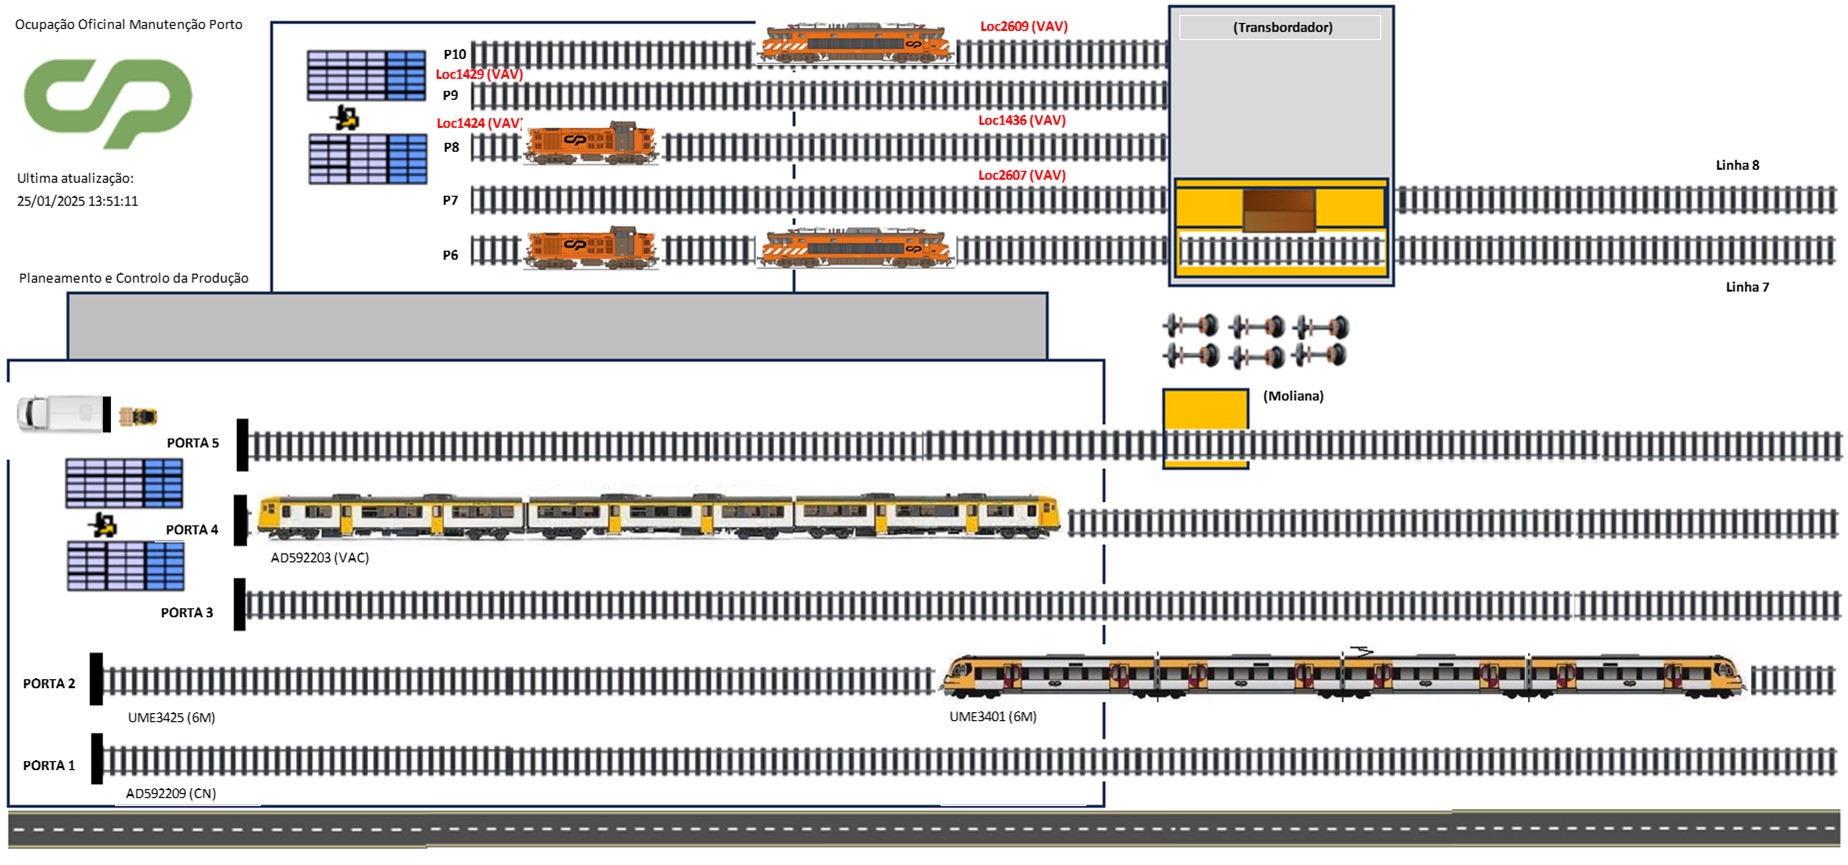 Ocupação Oficinal Manutenção Porto
Loc2609 (VAV)
(Transbordador)
P10
Loc1429 (VAV)
P9
Loc1424 (VAV)
Loc1436 (VAV)
P8
Linha 8
Ultima atualização:
25/01/2025 13:51:11
Loc2607 (VAV)
P7
P6
Planeamento e Controlo da Produção
Linha 7
(Moliana)
PORTA 5
PORTA 4
AD592203 (VAC)
PORTA 3
PORTA 2
UME3425 (6M)
UME3401 (6M)
PORTA 1
AD592209 (CN)